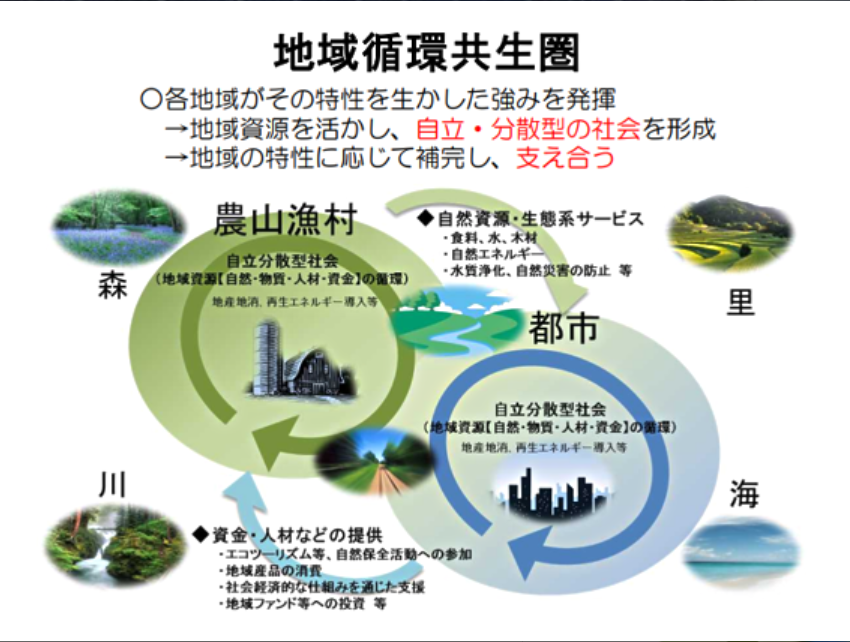 地域循環共生圏
○各地域がその特性を生かした強みを発揮
→地域資源を活かし、自立・分散型の社会を形成
→地域の特性に応じて補完し、支え合う
農山漁村
自立分散型社会
(地域資源【自然・物質・人材・資金】の循環)
地産地消、再生エネルギー導入等
◆自然資源・生態系サービス
・食料、水、木材
・自然エネルギー
・水質浄化、自然災害の防止 等
森
里
都市
自立分散型社会
(地域資源【自然・物質・人材・資金】の循環)
地産地消、再生エネルギー導入等
川
海
◆資金・人材などの提供
・エコツーリズム等、自然保全活動への参加
・地域産品の消費
・社会経済的な仕組みを通じた支援
・地域ファンド等への投資 等